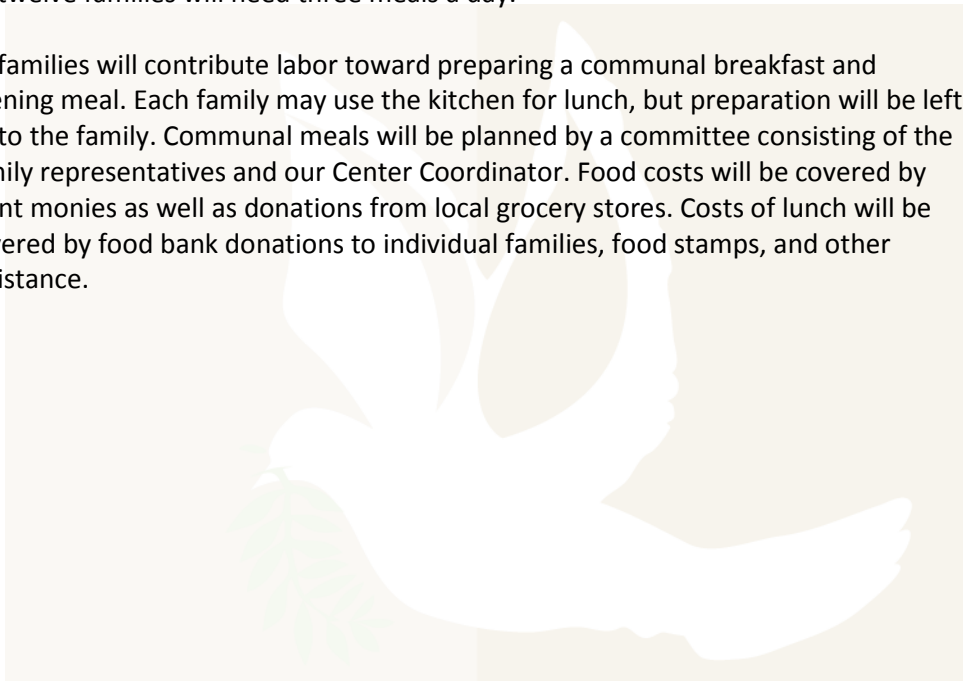 twelve families will need three meals a day.
families will contribute labor toward preparing a communal breakfast and
ening meal. Each family may use the kitchen for lunch, but preparation will be left
to the family. Communal meals will be planned by a committee consisting of the
ily representatives and our Center Coordinator. Food costs will be covered by
nt monies as well as donations from local grocery stores. Costs of lunch will be
vered by food bank donations to individual families, food stamps, and other
istance.